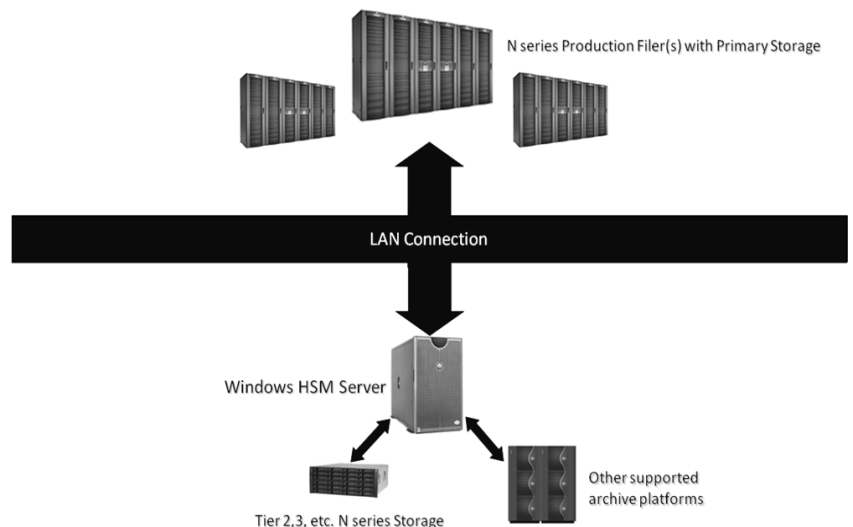 N series Production Filer(s) with Primary Storage
LAN Connection
Windows HSM Server
Other supported
archive platforms
Tier 2,3, etc. N series Storage